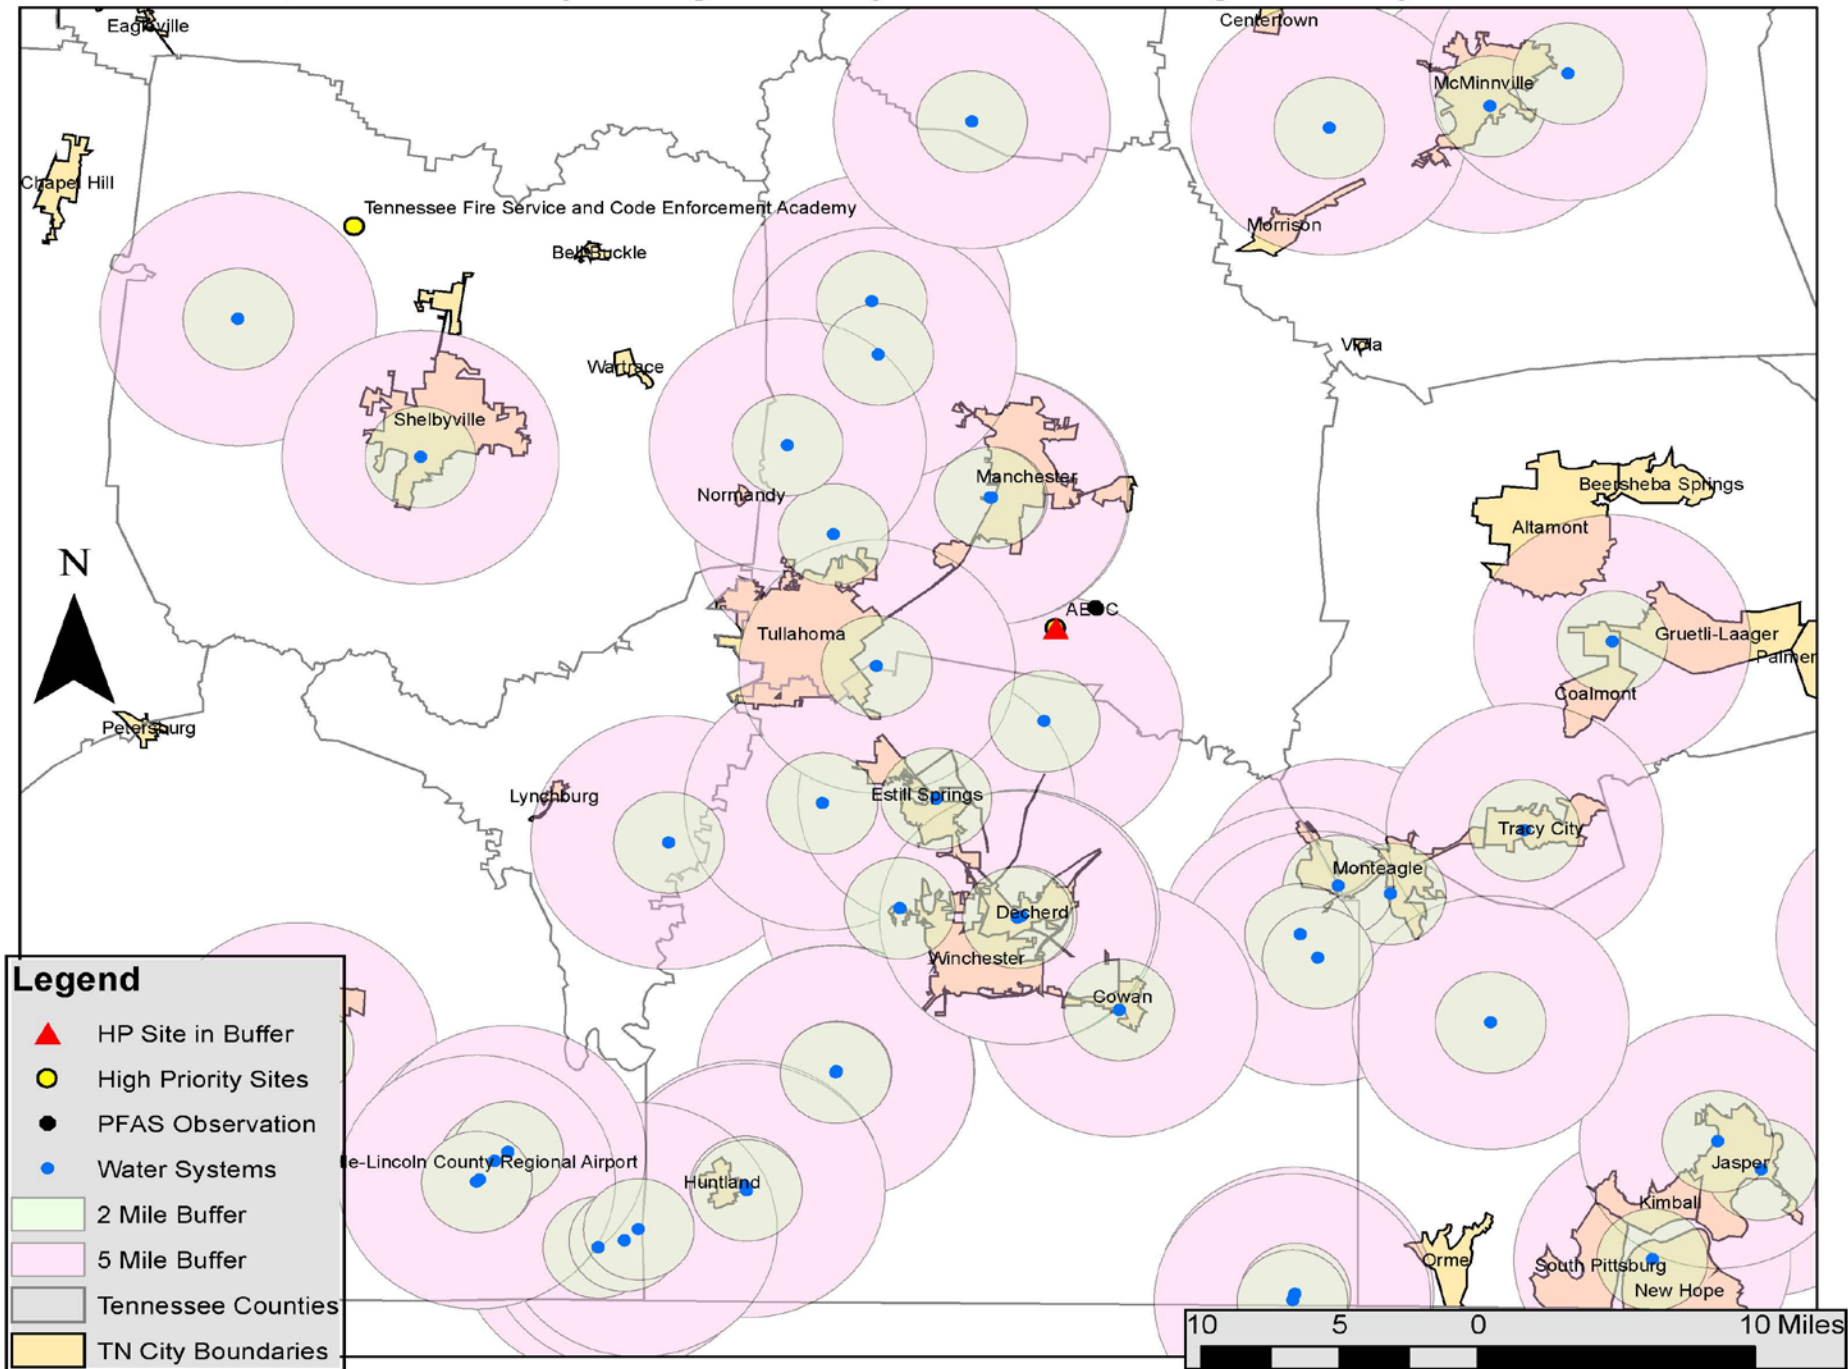 Eagleville
Centertown
McMinnville
Chapel Hill
Tennessee Fire Service and Code Enforcement Academy
Morrison
Bell Buckle
Viola
Wartrace
Shelbyville
Manchester
Beersheba Springs
Normandy
Altamont
N
AEDC
Tullahoma
Gruetli-Laager
Palmer
Coalmont
Petersburg
Lynchburg
Estill Springs
Tracy City
Monteagle
Decherd
Winchester
Cowan
Legend
HP Site in Buffer
High Priority Sites
PFAS Observation
Water Systems
2 Mile Buffer
5 Mile Buffer
Tennessee Counties
TN City Boundaries
le-Lincoln County Regional Airport
Huntland
Jasper
Kimball
Orme
South Pittsburg
New Hope
10 5 0 10 Miles